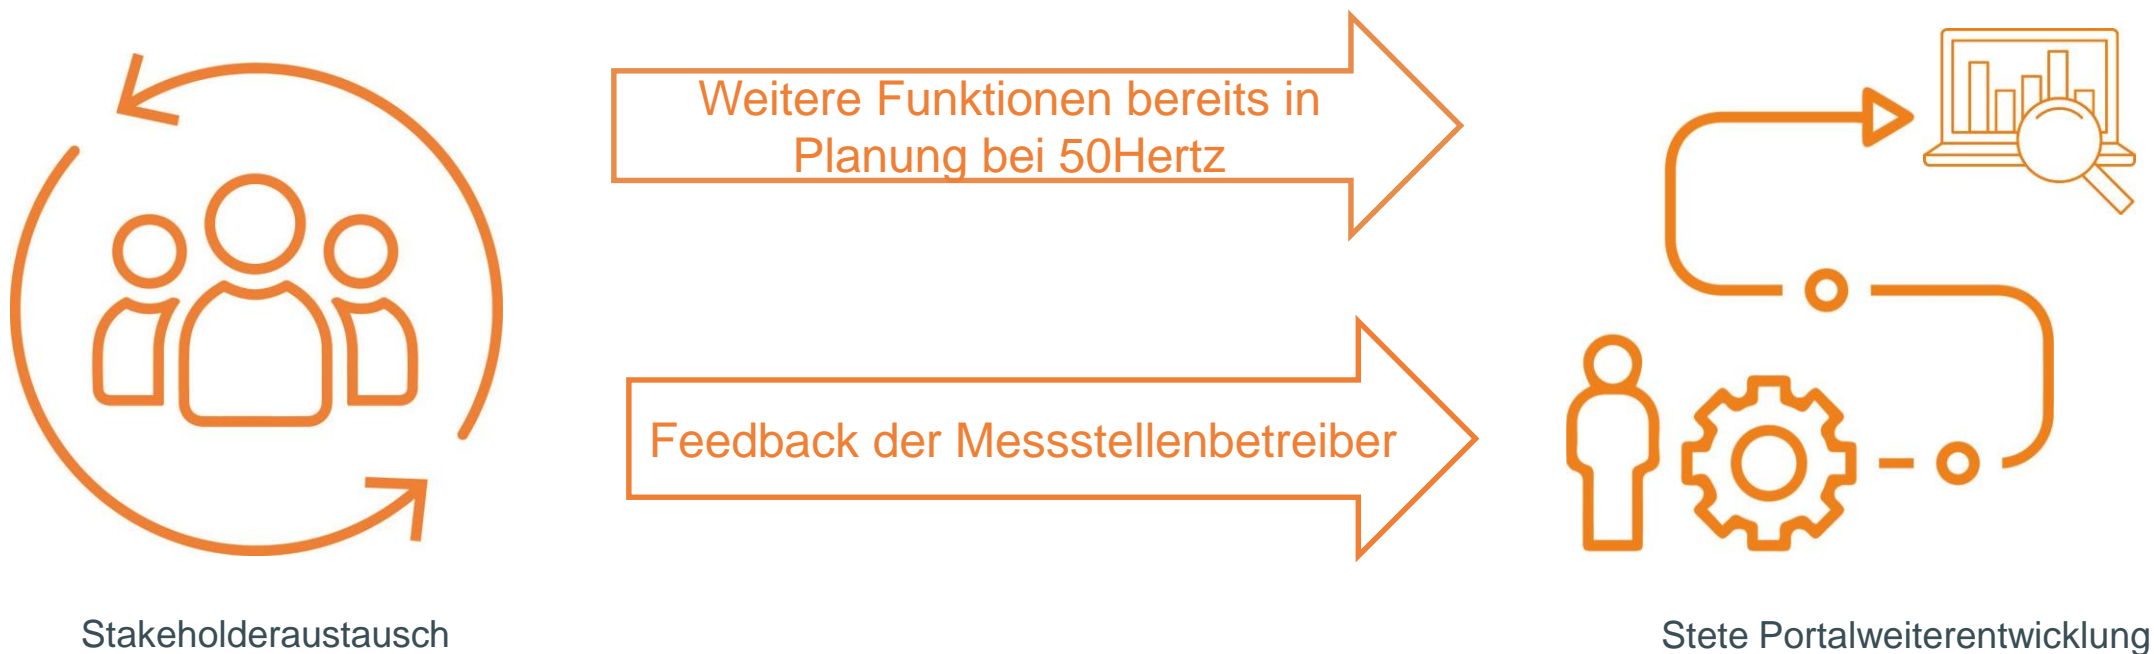 Weitere Funktionen bereits in
Planung bei 50Hertz
Feedback der Messstellenbetreiber
Stakeholderaustausch
Stete Portalweiterentwicklung